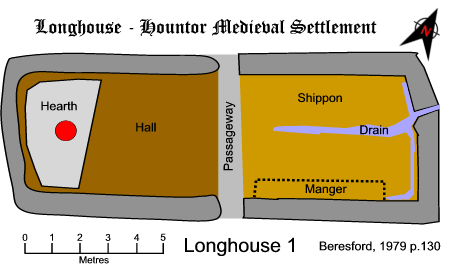 Longhouse - Hountor Medieval Settlement
N
Hearth
Hall
Passageway
Shippon
Drain
Manger
0 1 2 3 4 5
Metres
Longhouse 1
Beresford, 1979 p.130